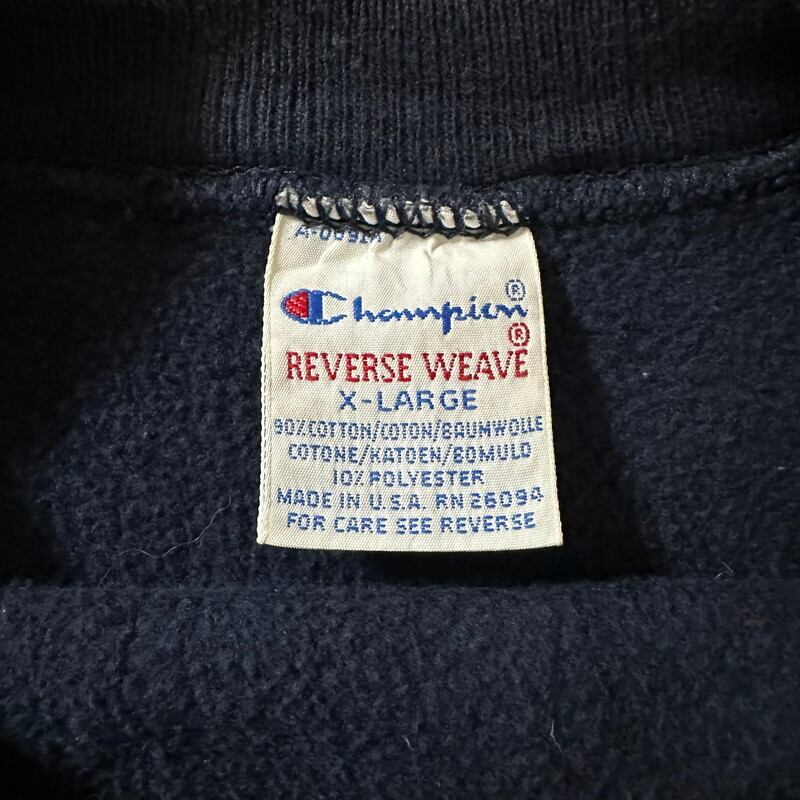 Champion®
®
REVERSE WEAVE
X-LARGE
90% COTTON/COTON/BAUMWOLLE
COTONE/KATOEN/BOMULD
10% POLYESTER
MADE IN U.S.A. RN 26094
FOR CARE SEE REVERSE